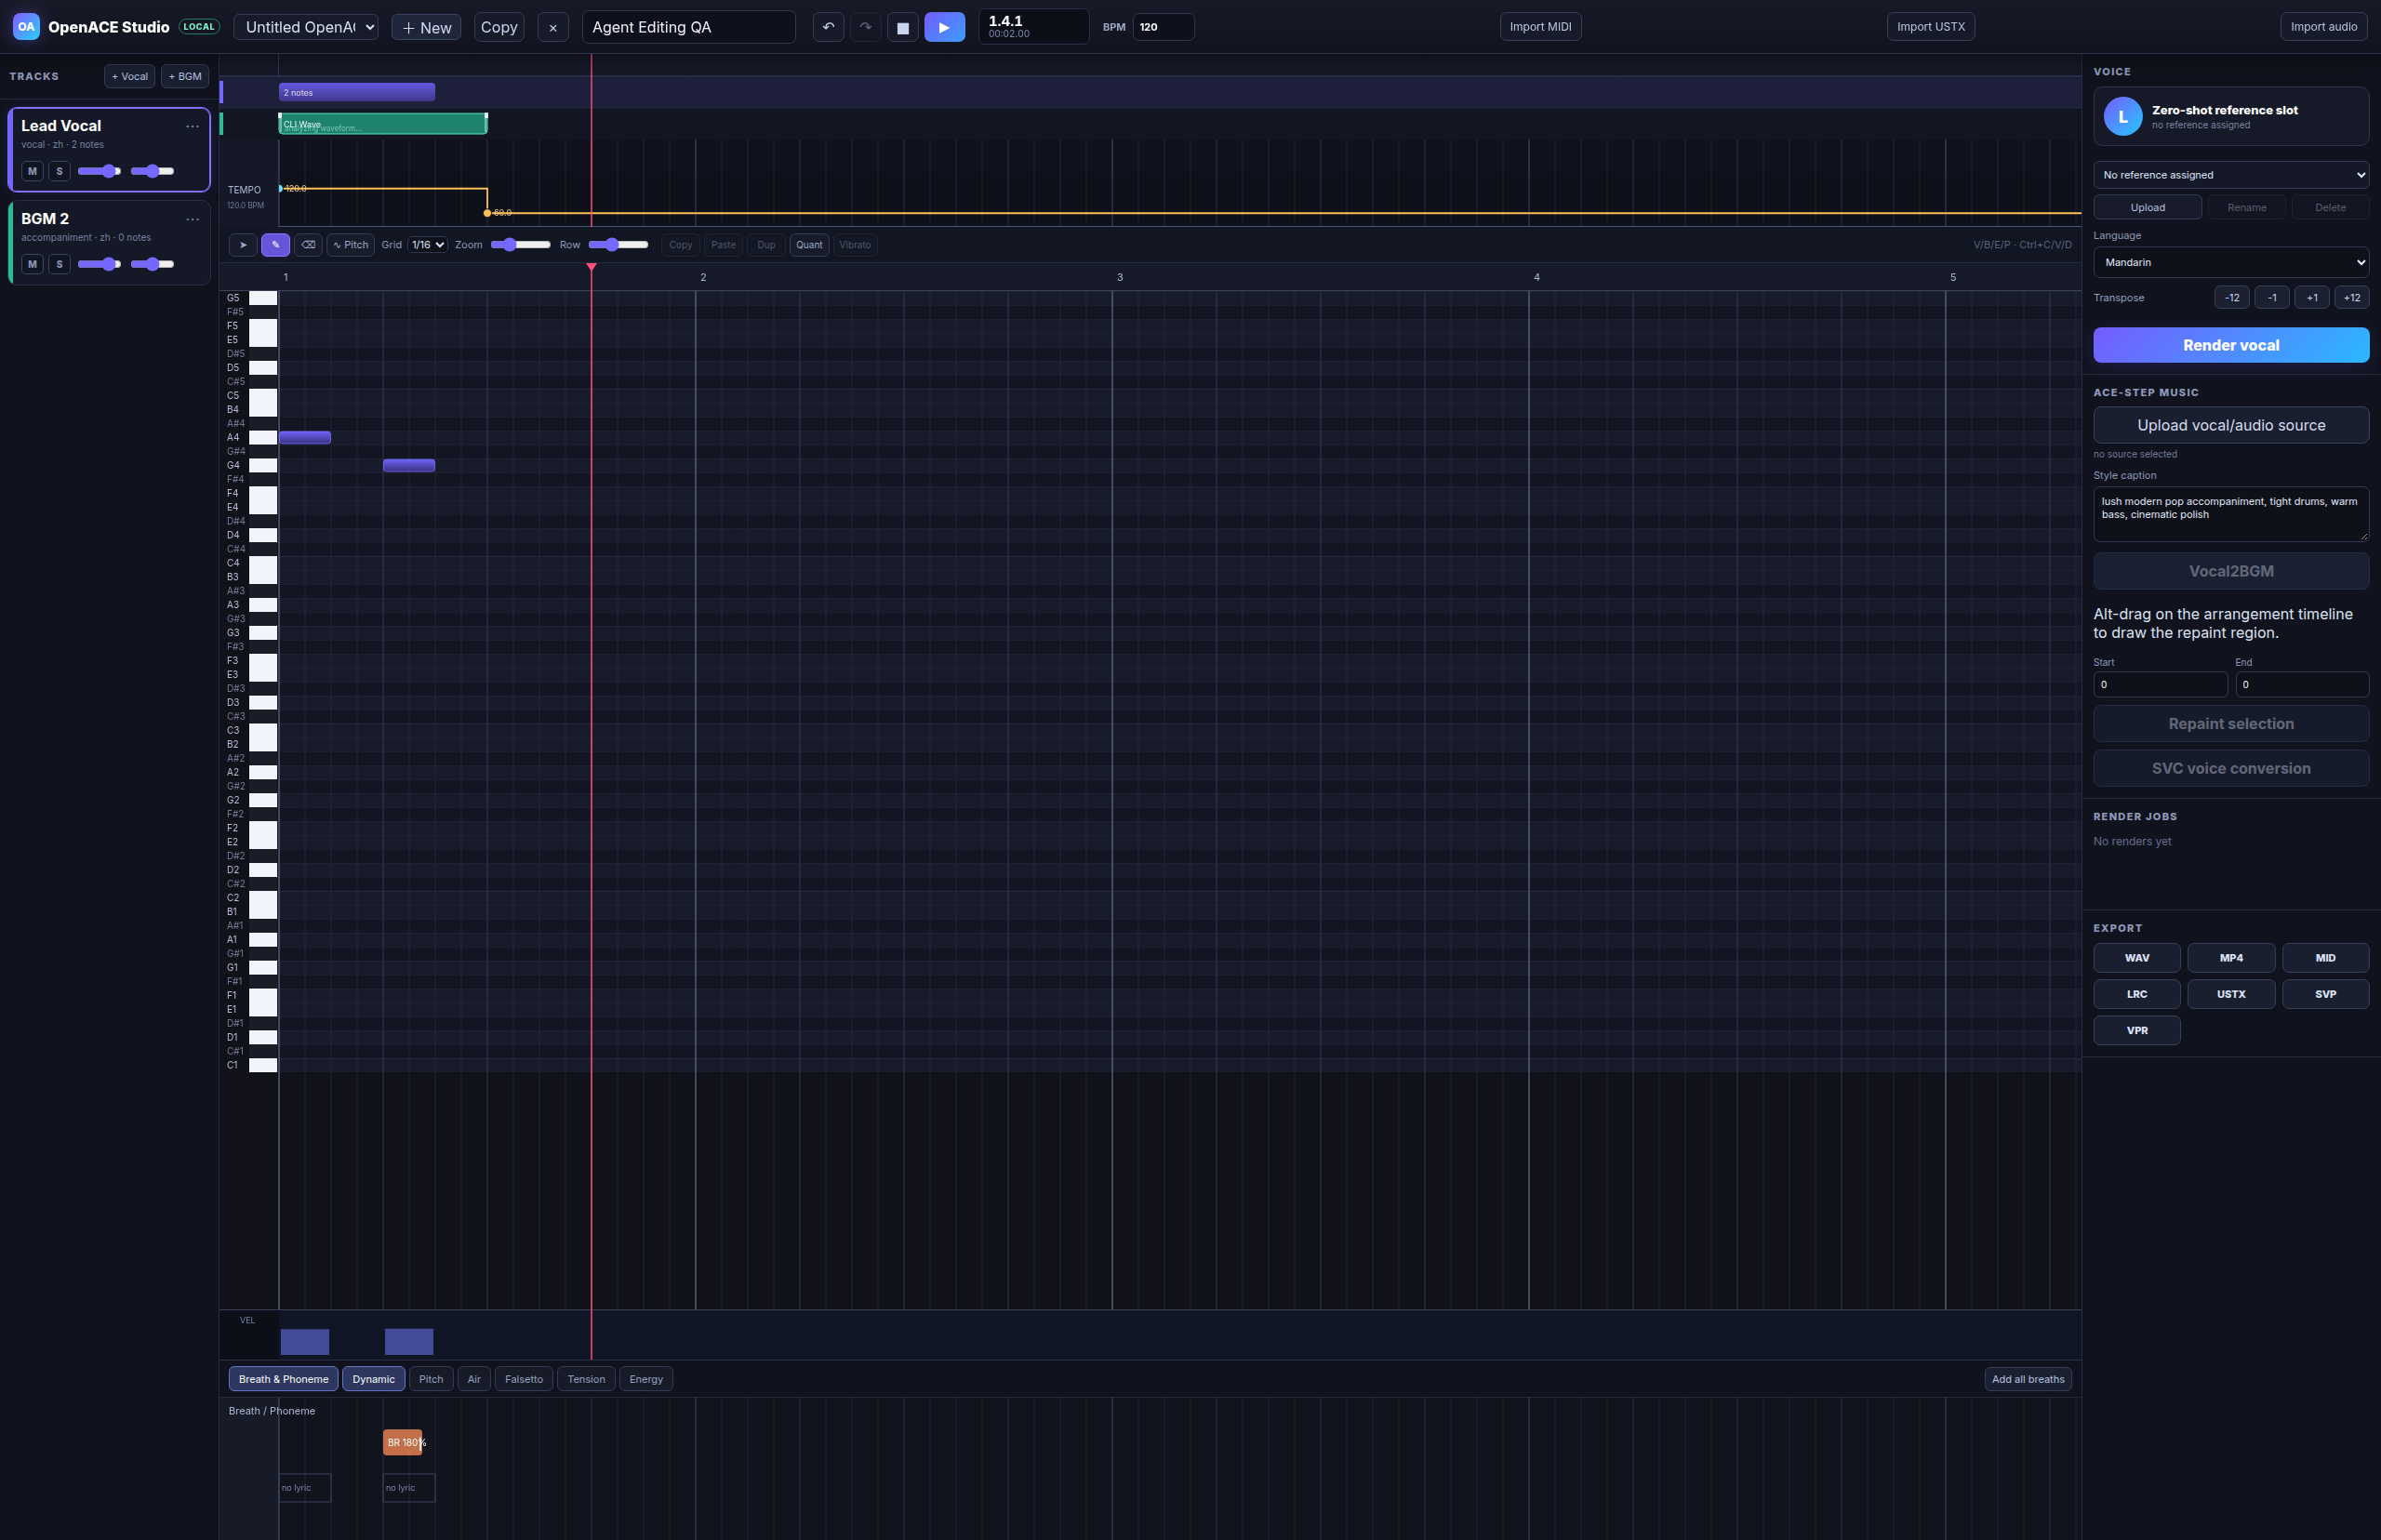 OA OpenACE Studio LOCAL Untitled OpenA + New Copy × Agent Editing QA 1.4.1 BPM 120 Import MIDI Import USTX Import audio
00:02.00
TRACKS + Vocal + BGM
Lead Vocal ...
vocal · zh · 2 notes
M S
BGM 2 ...
accompaniment · zh · 0 notes
M S
2 notes
CLI Wave
analyzing waveform...
TEMPO
120.0 BPM
120.0
60.0
Pitch Grid 1/16 Zoom Row Copy Paste Dup Quant Vibrato V/B/E/P · Ctrl+C/V/D
1 2 3 4 5
G5
F#5
F5
E5
D#5
D5
C#5
C5
B4
A#4
A4
G#4
G4
F#4
F4
E4
D#4
D4
C#4
C4
B3
A#3
A3
G#3
G3
F#3
F3
E3
D#3
D3
C#3
C3
B2
A#2
A2
G#2
G2
F#2
F2
E2
D#2
D2
C#2
C2
B1
A#1
A1
G#1
G1
F#1
F1
E1
D#1
D1
C#1
C1
VEL
Breath & Phoneme Dynamic Pitch Air Falsetto Tension Energy Add all breaths
Breath / Phoneme
BR 180%
no lyric no lyric
VOICE
L Zero-shot reference slot
no reference assigned
No reference assigned
Upload Rename Delete
Language
Mandarin
Transpose -12 -1 +1 +12
Render vocal
ACE-STEP MUSIC
Upload vocal/audio source
no source selected
Style caption
lush modern pop accompaniment, tight drums, warm
bass, cinematic polish
Vocal2BGM
Alt-drag on the arrangement timeline
to draw the repaint region.
Start End
0 0
Repaint selection
SVC voice conversion
RENDER JOBS
No renders yet
EXPORT
WAV MP4 MID
LRC USTX SVP
VPR